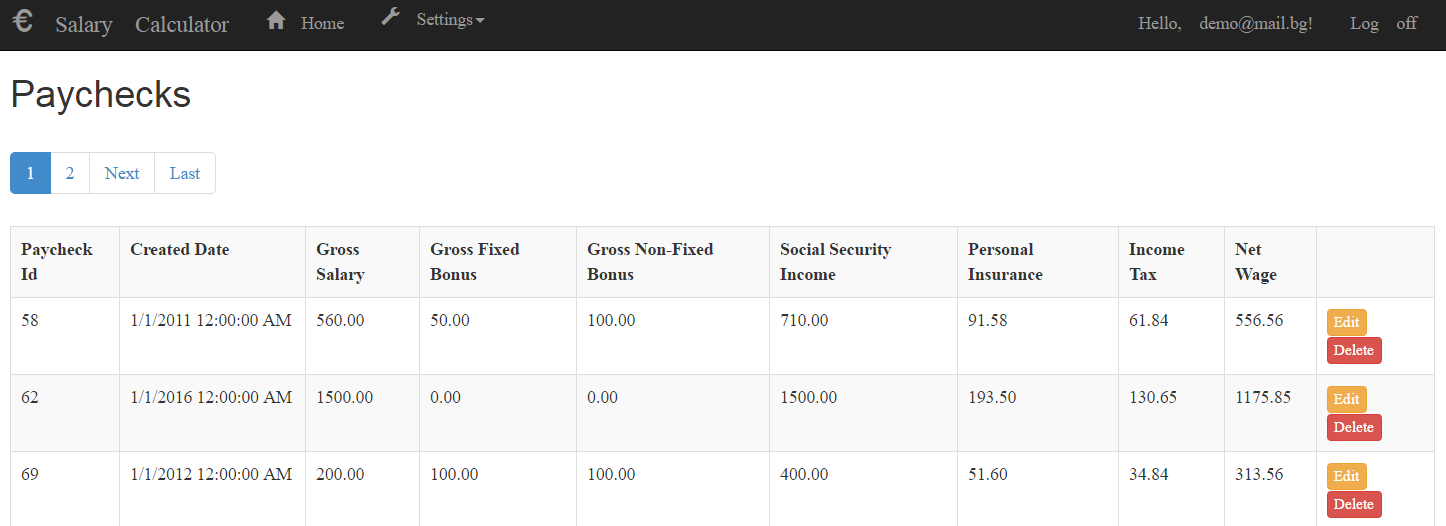 € Salary Calculator Home Settings Hello, demo@mail.bg! Log off
Paychecks
1 2 Next Last
Paycheck Id Created Date Gross Salary Gross Fixed Bonus Gross Non-Fixed Bonus Social Security Income Personal Insurance Income Tax Net Wage
58 1/1/2011 12:00:00 AM 560.00 50.00 100.00 710.00 91.58 61.84 556.56 Edit
Delete
62 1/1/2016 12:00:00 AM 1500.00 0.00 0.00 1500.00 193.50 130.65 1175.85 Edit
Delete
69 1/1/2012 12:00:00 AM 200.00 100.00 100.00 400.00 51.60 34.84 313.56 Edit
Delete